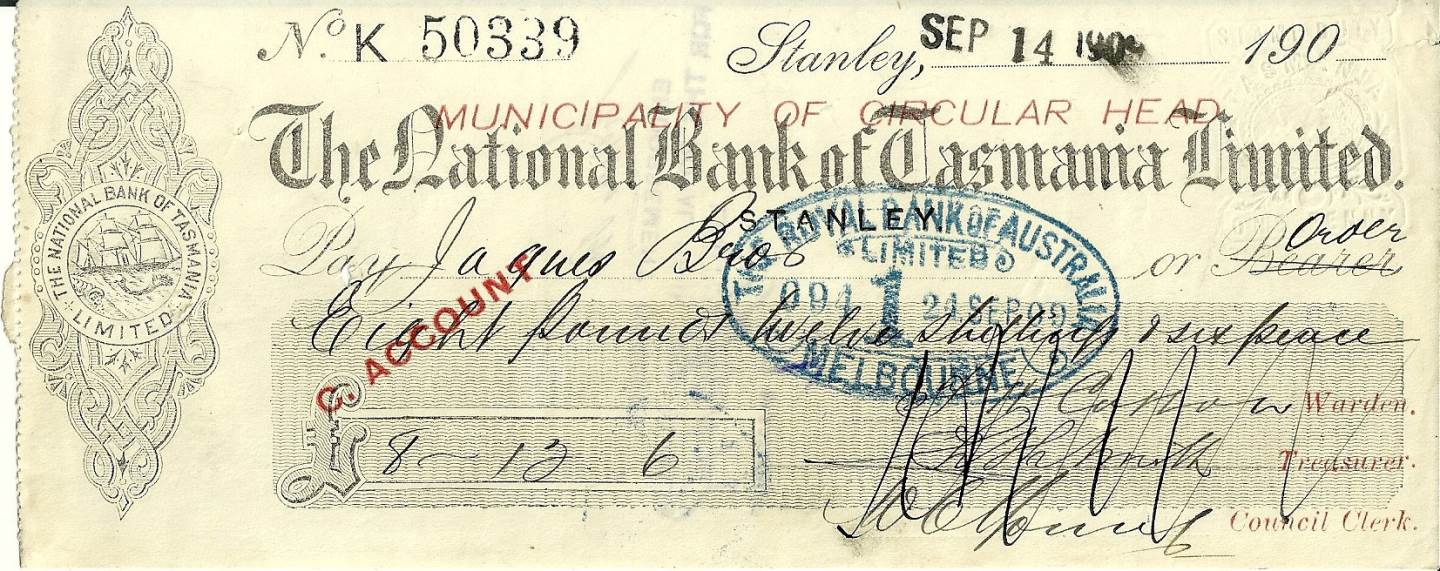 No. K 50339
Stanley, SEP 14 1909 190
MUNICIPALITY OF CIRCULAR HEAD
The National Bank of Tasmania Limited.
STANLEY
Pay Jaques Bros or Bearer Order
Eight pounds twelve shillings & sixpence
C. ACCOUNT
£ 8 - 12 6
Warden.
Treasurer.
Council Clerk.
THE NATIONAL BANK OF TASMANIA
LIMITED
THE ROYAL BANK OF AUSTRALIA
LIMITED
1 24 SEP 09
MELBOURNE